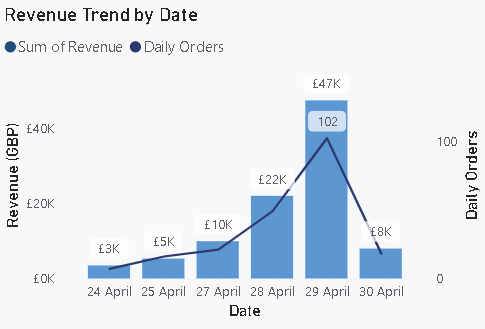 Revenue Trend by Date
Sum of Revenue Daily Orders
£47K
£40K
102
100
£22K
£20K
£10K
£8K
£5K
£3K
£0K
0
24 April 25 April 27 April 28 April 29 April 30 April
Date
Revenue (GBP)
Daily Orders